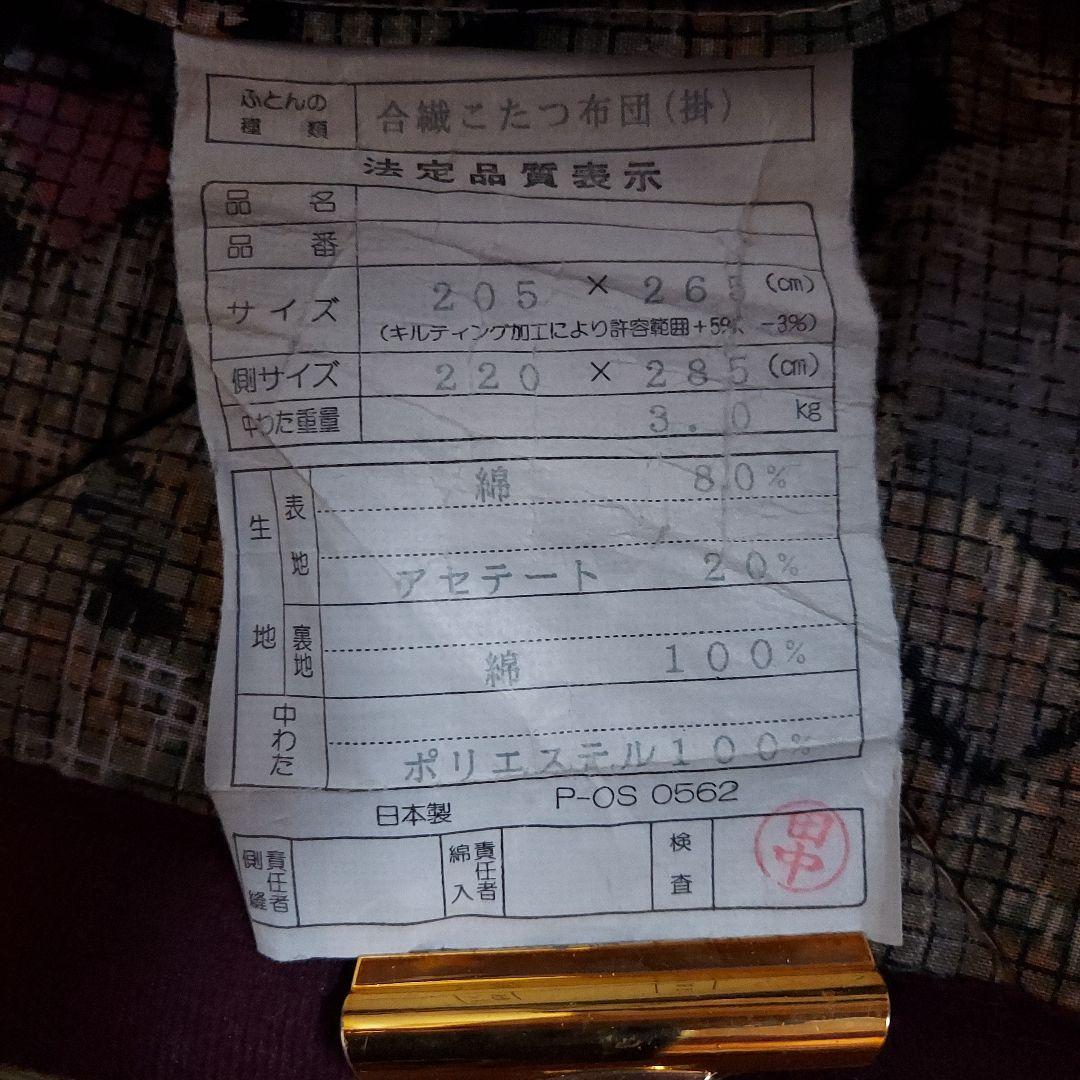 ふとんの
種類
合繊こたつ布団(掛)
法定品質表示
品名
品番
サイズ 205 × 265 (cm)
(キルティング加工により許容範囲+5%、-3%)
側サイズ 220 × 285 (cm)
中わた重量 3.0 kg
生地 表地 綿 80%
アセテート 20%
裏地 綿 100%
中わた ポリエステル100%
日本製 P-OS 0562
側縫責任者
綿入責任者
検査
田中